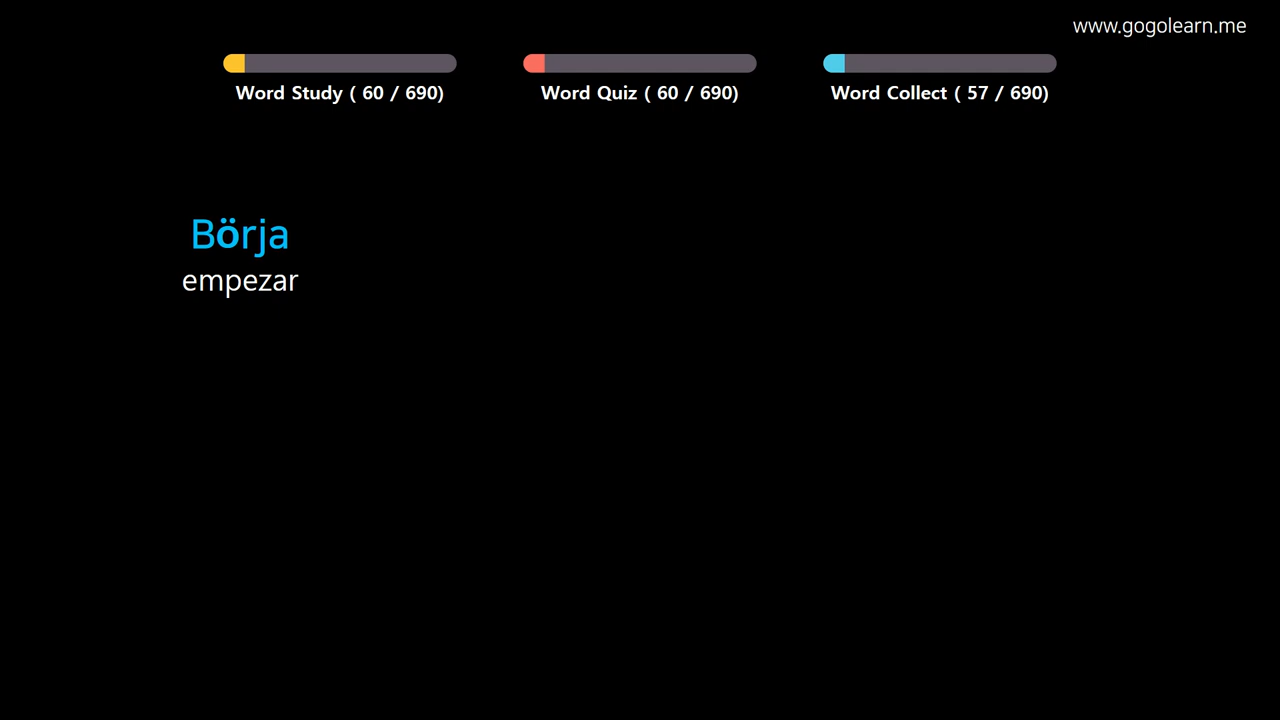 www.gogolearn.me
Word Study ( 60 / 690)
Word Quiz ( 60 / 690)
Word Collect ( 57 / 690)
Börja
empezar